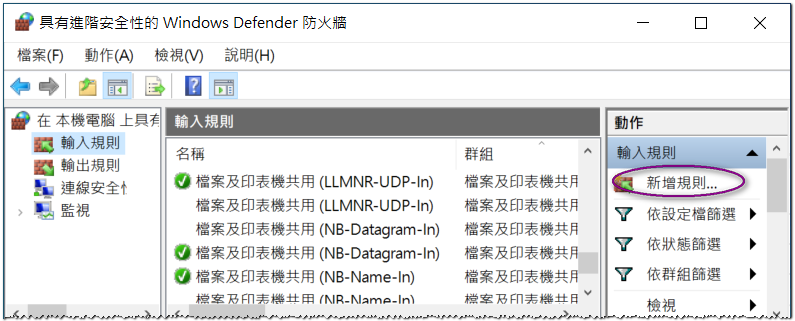 具有進階安全性的 Windows Defender 防火牆
檔案(F) 動作(A) 檢視(V) 說明(H)
在 本機電腦 上具有
輸入規則
輸出規則
連線安全性
監視
輸入規則
名稱 群組
檔案及印表機共用 (LLMNR-UDP-In) 檔案及印表機共用
檔案及印表機共用 (LLMNR-UDP-In) 檔案及印表機共用
檔案及印表機共用 (NB-Datagram-In) 檔案及印表機共用
檔案及印表機共用 (NB-Datagram-In) 檔案及印表機共用
檔案及印表機共用 (NB-Name-In) 檔案及印表機共用
檔案及印表機共用 (NB-Name-In) 檔案及印表機共用
動作
輸入規則
新增規則...
依設定檔篩選
依狀態篩選
依群組篩選
檢視